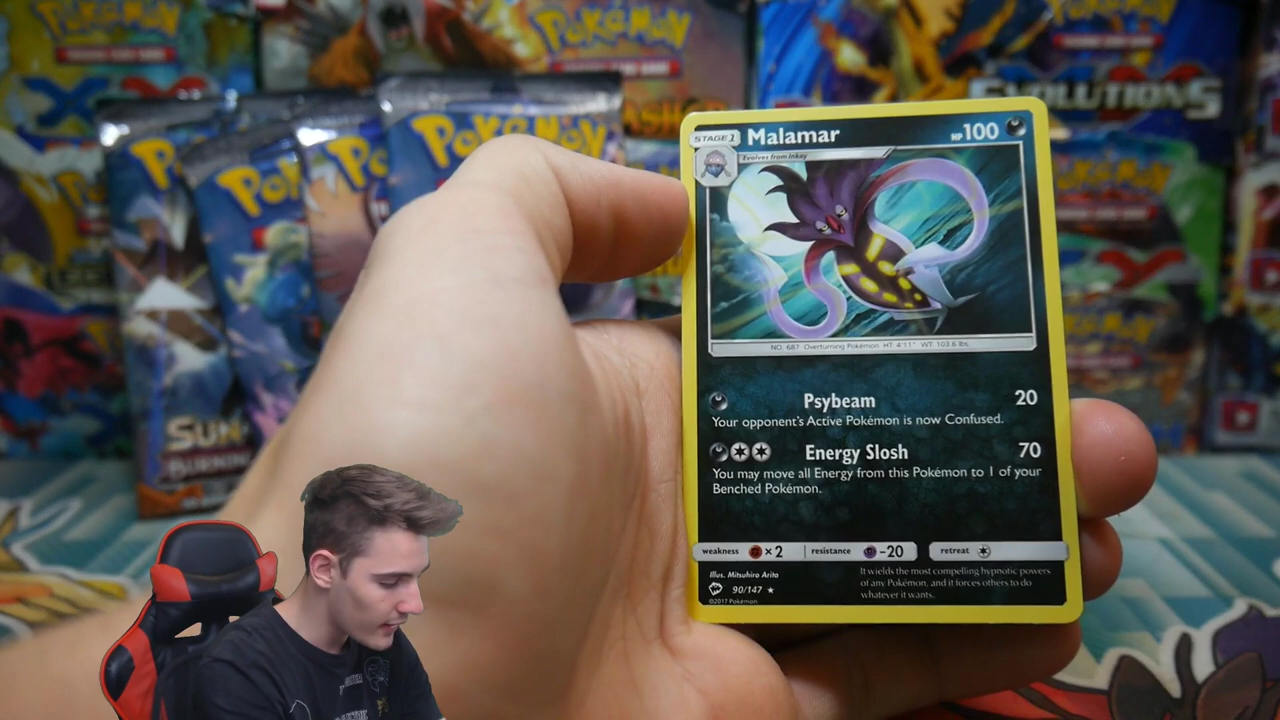 Pokémon
Pokémon
Pokémon
EVOLUTIONS
Pokémon
SUN
BURNING
STAGE 1 Malamar HP 100
Evolves from Inkay
NO. 687 Overturning Pokémon HT: 4'11" WT: 103.6 lbs.
Psybeam 20
Your opponent's Active Pokémon is now Confused.
Energy Slosh 70
You may move all Energy from this Pokémon to 1 of your
Benched Pokémon.
weakness ×2 resistance -20 retreat
Illus. Mitsuhiro Arita
90/147 ★
©2017 Pokémon
It wields the most compelling hypnotic powers
of any Pokémon, and it forces others to do
whatever it wants.